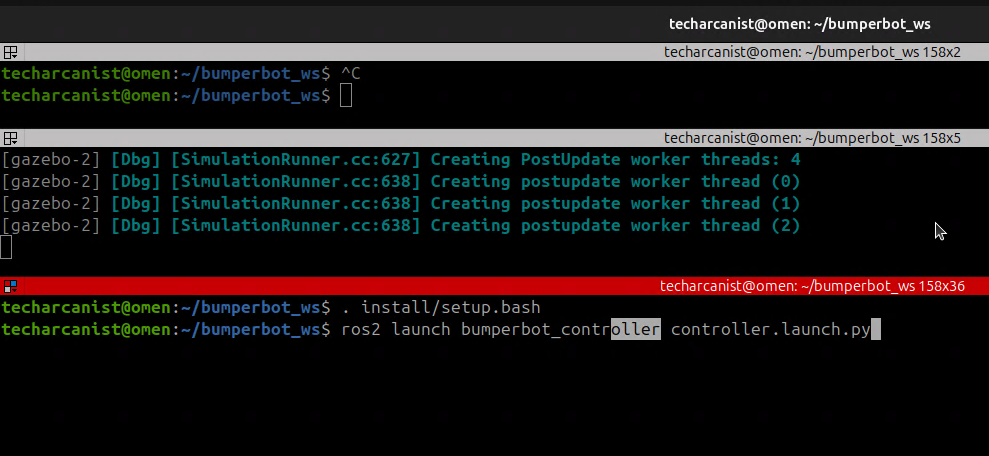 techarcanist@omen: ~/bumperbot_ws
techarcanist@omen: ~/bumperbot_ws 158x2
techarcanist@omen:~/bumperbot_ws$ ^C
techarcanist@omen:~/bumperbot_ws$
techarcanist@omen: ~/bumperbot_ws 158x5
[gazebo-2] [Dbg] [SimulationRunner.cc:627] Creating PostUpdate worker threads: 4
[gazebo-2] [Dbg] [SimulationRunner.cc:638] Creating postupdate worker thread (0)
[gazebo-2] [Dbg] [SimulationRunner.cc:638] Creating postupdate worker thread (1)
[gazebo-2] [Dbg] [SimulationRunner.cc:638] Creating postupdate worker thread (2)
techarcanist@omen: ~/bumperbot_ws 158x36
techarcanist@omen:~/bumperbot_ws$ . install/setup.bash
techarcanist@omen:~/bumperbot_ws$ ros2 launch bumperbot_controller controller.launch.py